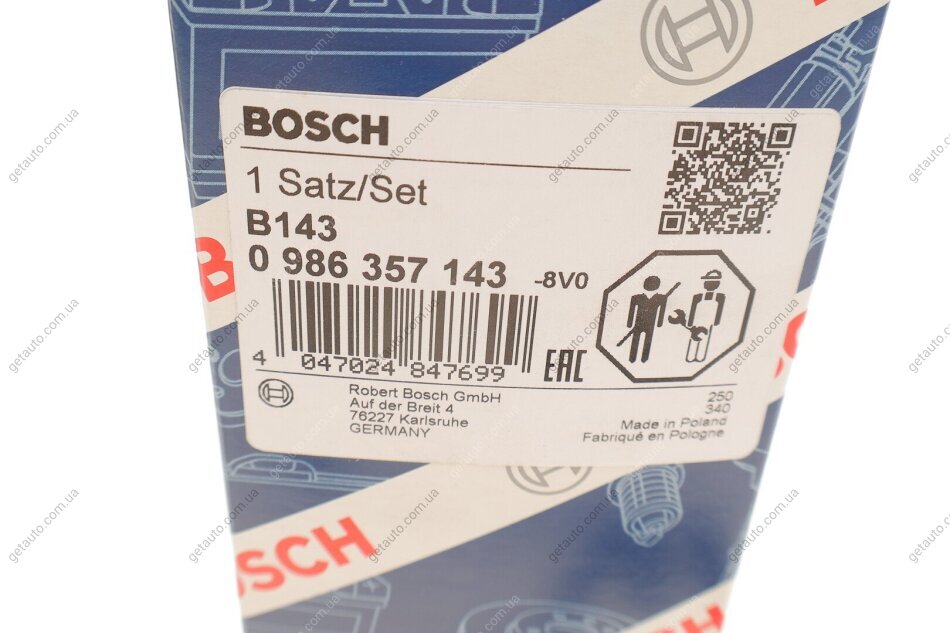 BOSCH
1 Satz/Set
B143
0 986 357 143 -8V0
4 047024 847699
EAC
Robert Bosch GmbH
Auf der Breit 4
76227 Karlsruhe
GERMANY
250
340
Made in Poland
Fabriqué en Pologne
B
OSCH
BOSCH
getauto.com.ua